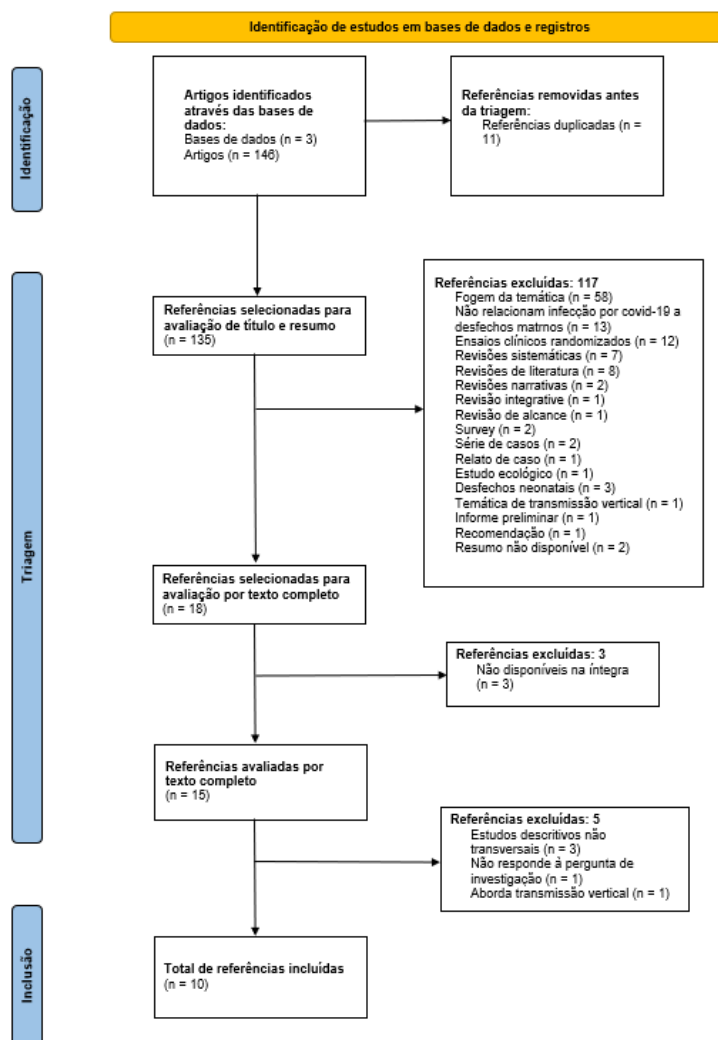 Identificação de estudos em bases de dados e registros
Identificação
Artigos identificados
através das bases de
dados:
Bases de dados (n = 3)
Artigos (n = 146)
Referências removidas antes
da triagem:
Referências duplicadas (n =
11)
Triagem
Referências selecionadas para
avaliação de título e resumo
(n = 135)
Referências excluídas: 117
Fogem da temática (n = 58)
Não relacionam infecção por covid-19 a
desfechos matrnos (n = 13)
Ensaios clínicos randomizados (n = 12)
Revisões sistemáticas (n = 7)
Revisões de literatura (n = 8)
Revisões narrativas (n = 2)
Revisão integrative (n = 1)
Revisão de alcance (n = 1)
Survey (n = 2)
Série de casos (n = 2)
Relato de caso (n = 1)
Estudo ecológico (n = 1)
Desfechos neonatais (n = 3)
Temática de transmissão vertical (n = 1)
Informe preliminar (n = 1)
Recomendação (n = 1)
Resumo não disponível (n = 2)
Referências selecionadas para
avaliação por texto completo
(n = 18)
Referências excluídas: 3
Não disponíveis na íntegra
(n = 3)
Referências avaliadas por
texto completo
(n = 15)
Referências excluídas: 5
Estudos descritivos não
transversais (n = 3)
Não responde à pergunta de
investigação (n = 1)
Aborda transmissão vertical (n = 1)
Inclusão
Total de referências incluídas
(n = 10)